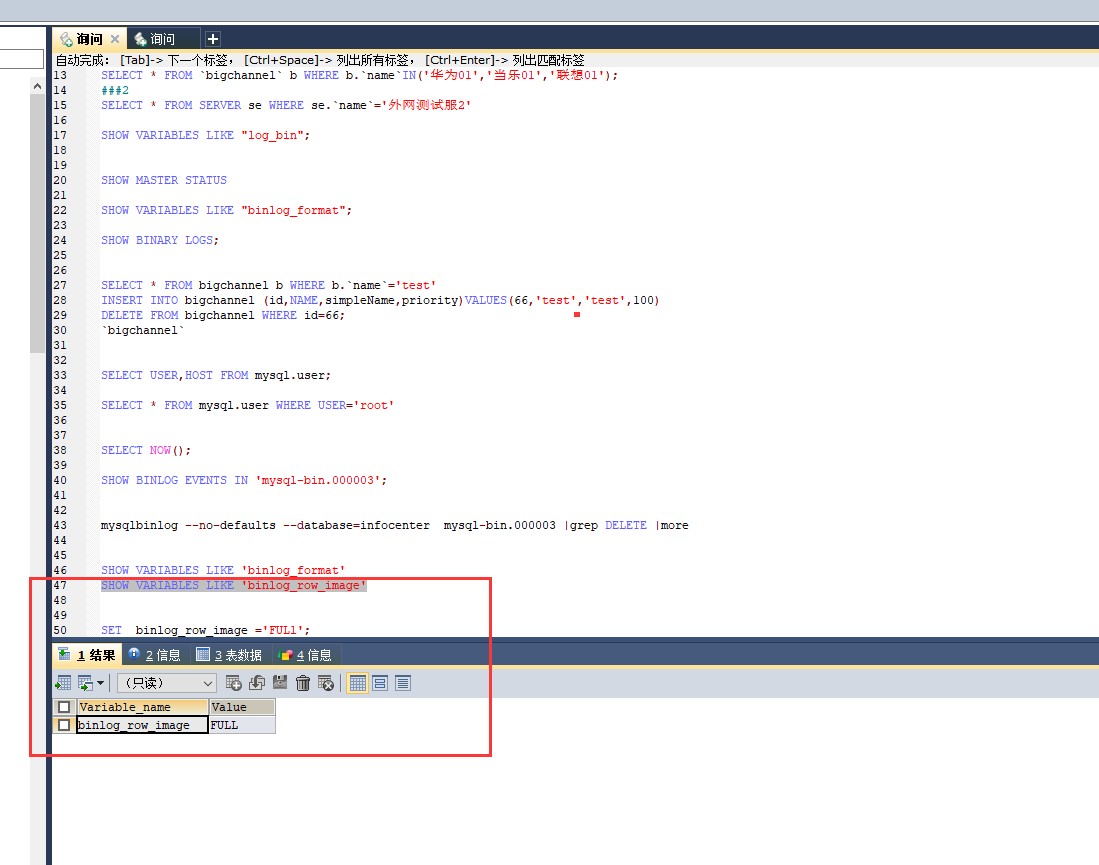 询问 询问
自动完成: [Tab]-> 下一个标签, [Ctrl+Space]-> 列出所有标签, [Ctrl+Enter]-> 列出匹配标签
13 SELECT * FROM `bigchannel` b WHERE b.`name`IN('华为01','当乐01','联想01');
14 ###2
15 SELECT * FROM SERVER se WHERE se.`name`='外网测试服2'
16
17 SHOW VARIABLES LIKE "log_bin";
18
19
20 SHOW MASTER STATUS
21
22 SHOW VARIABLES LIKE "binlog_format";
23
24 SHOW BINARY LOGS;
25
26
27 SELECT * FROM bigchannel b WHERE b.`name`='test'
28 INSERT INTO bigchannel (id,NAME,simpleName,priority)VALUES(66,'test','test',100)
29 DELETE FROM bigchannel WHERE id=66;
30 `bigchannel`
31
32
33 SELECT USER,HOST FROM mysql.user;
34
35 SELECT * FROM mysql.user WHERE USER='root'
36
37
38 SELECT NOW();
39
40 SHOW BINLOG EVENTS IN 'mysql-bin.000003';
41
42
43 mysqlbinlog --no-defaults --database=infocenter  mysql-bin.000003 |grep DELETE |more
44
45
46 SHOW VARIABLES LIKE 'binlog_format'
47 SHOW VARIABLES LIKE 'binlog_row_image'
48
49
50 SET  binlog_row_image ='FULl';
1 结果 2 信息 3 表数据 4 信息
(只读)
Variable_name Value
binlog_row_image FULL